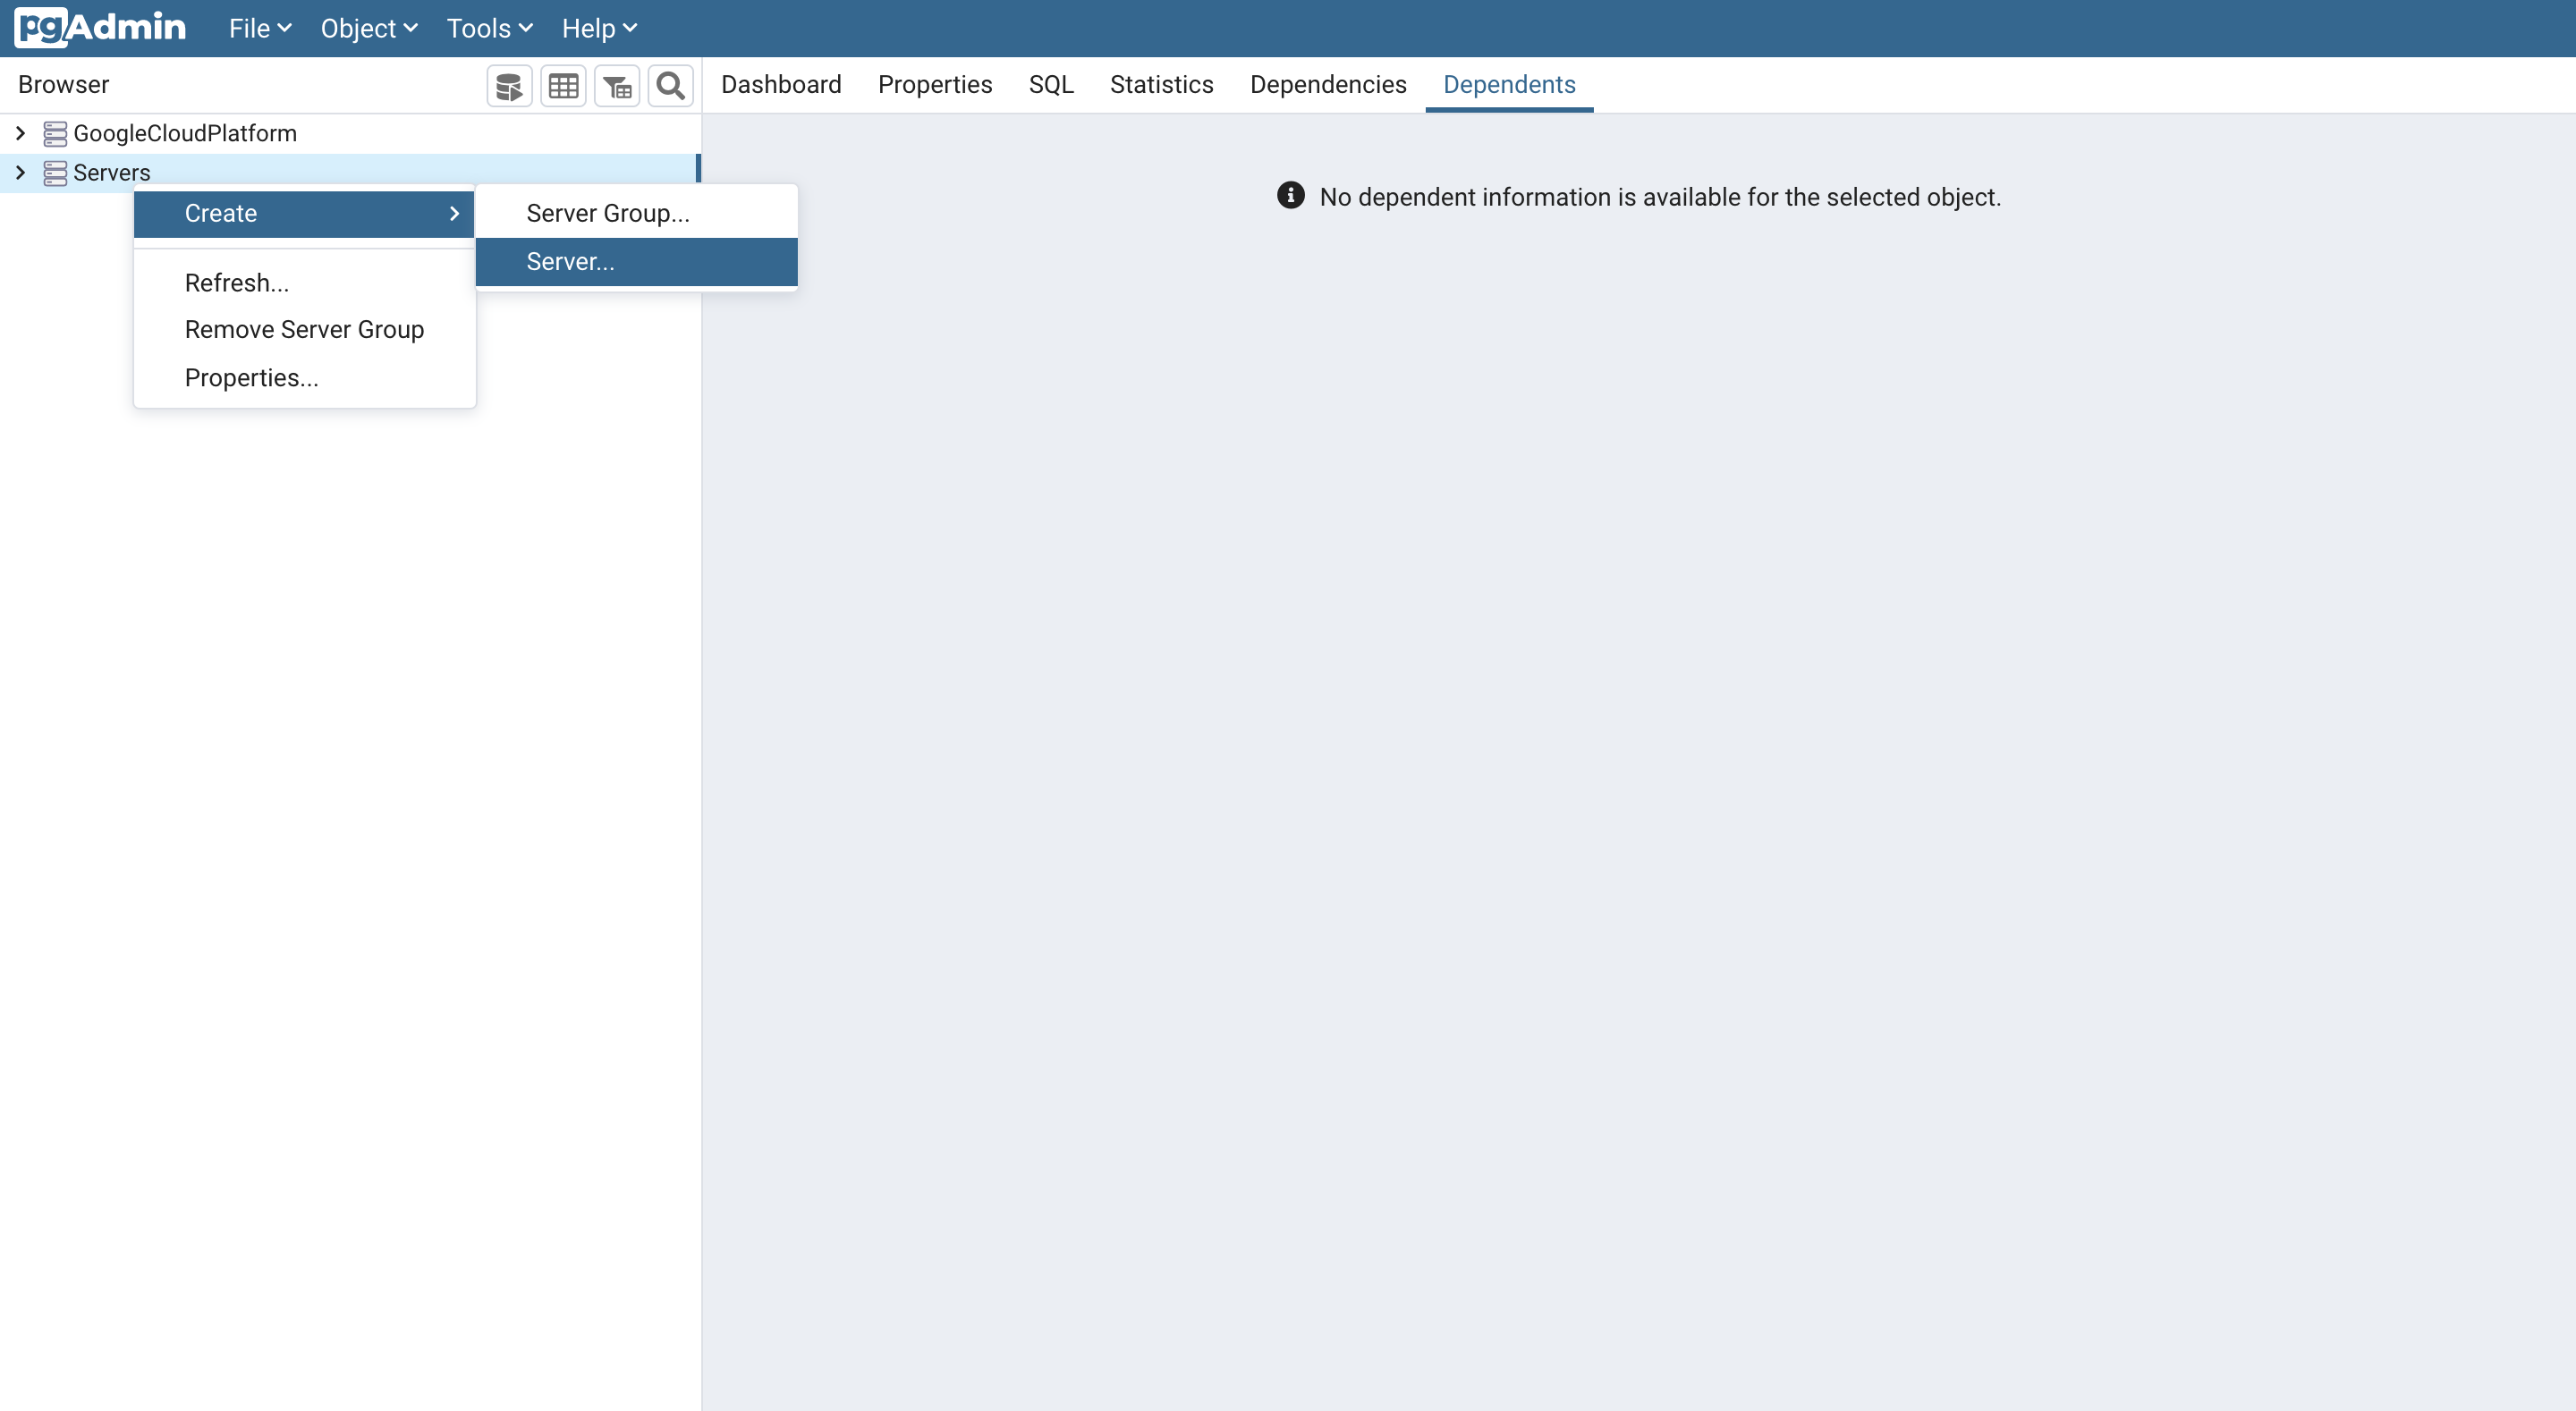 pgAdmin File Object Tools Help
Browser
Dashboard Properties SQL Statistics Dependencies Dependents
GoogleCloudPlatform
Servers
Create
Refresh...
Remove Server Group
Properties...
Server Group...
Server...
No dependent information is available for the selected object.